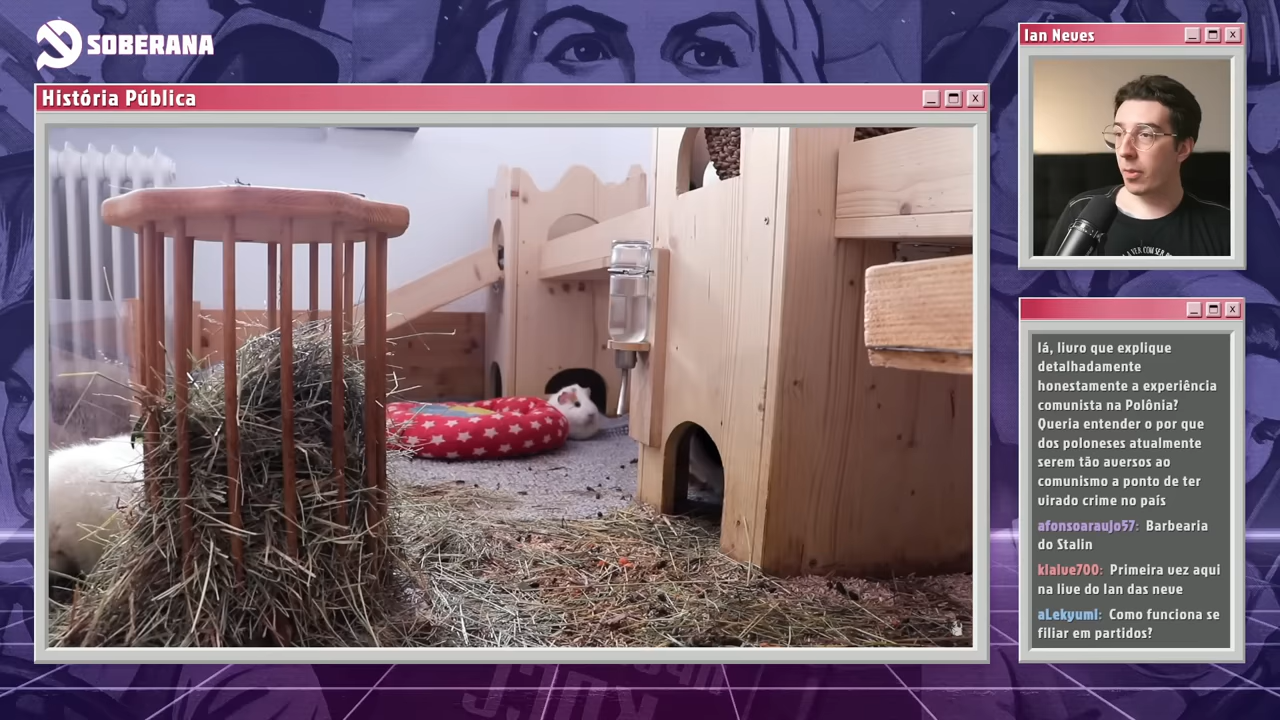 SOBERANA
História Pública
Ian Neves
Iá, livro que explique
detalhadamente
honestamente a experiência
comunista na Polônia?
Queria entender o por que
dos poloneses atualmente
serem tão aversos ao
comunismo a ponto de ter
virado crime no país
afonsoaraujo57: Barbearia
do Stalin
klalve700: Primeira vez aqui
na live do Ian das neve
aLekyuml: Como funciona se
filiar em partidos?